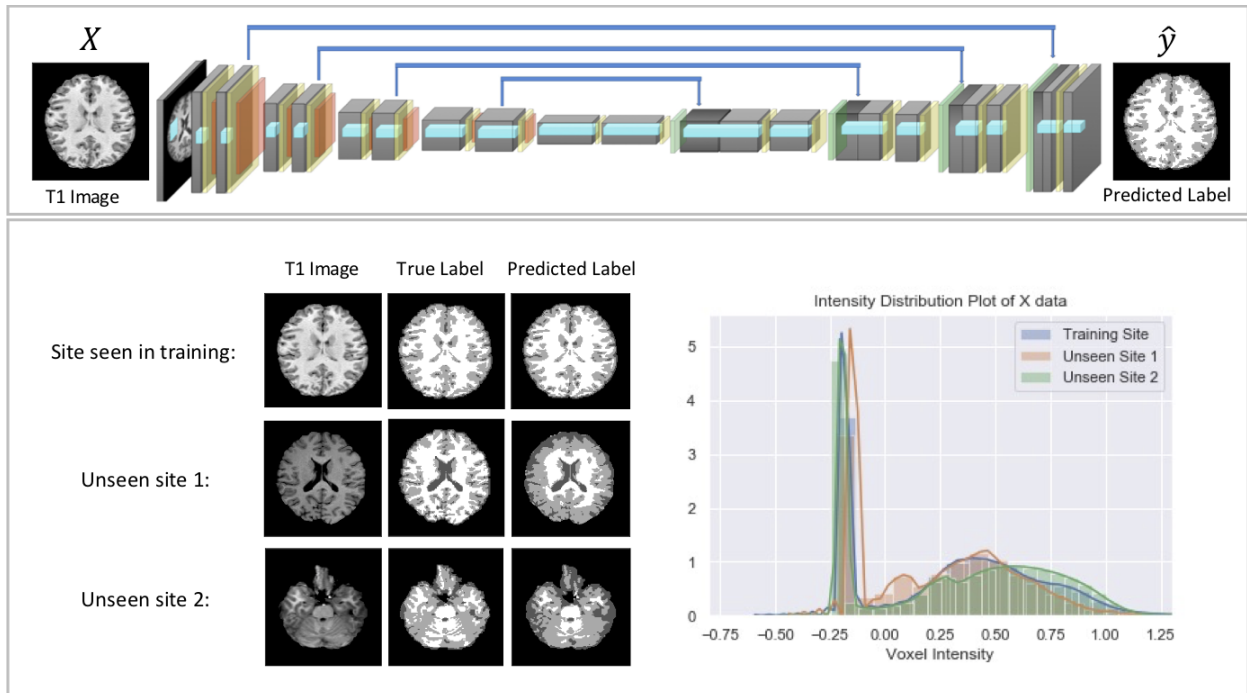 X
ŷ
T1 Image
Predicted Label
T1 Image
True Label
Predicted Label
Site seen in training:
Unseen site 1:
Unseen site 2:
Intensity Distribution Plot of X data
Training Site
Unseen Site 1
Unseen Site 2
5
4
3
2
1
0
−0.75
−0.50
−0.25
0.00
0.25
0.50
0.75
1.00
1.25
Voxel Intensity